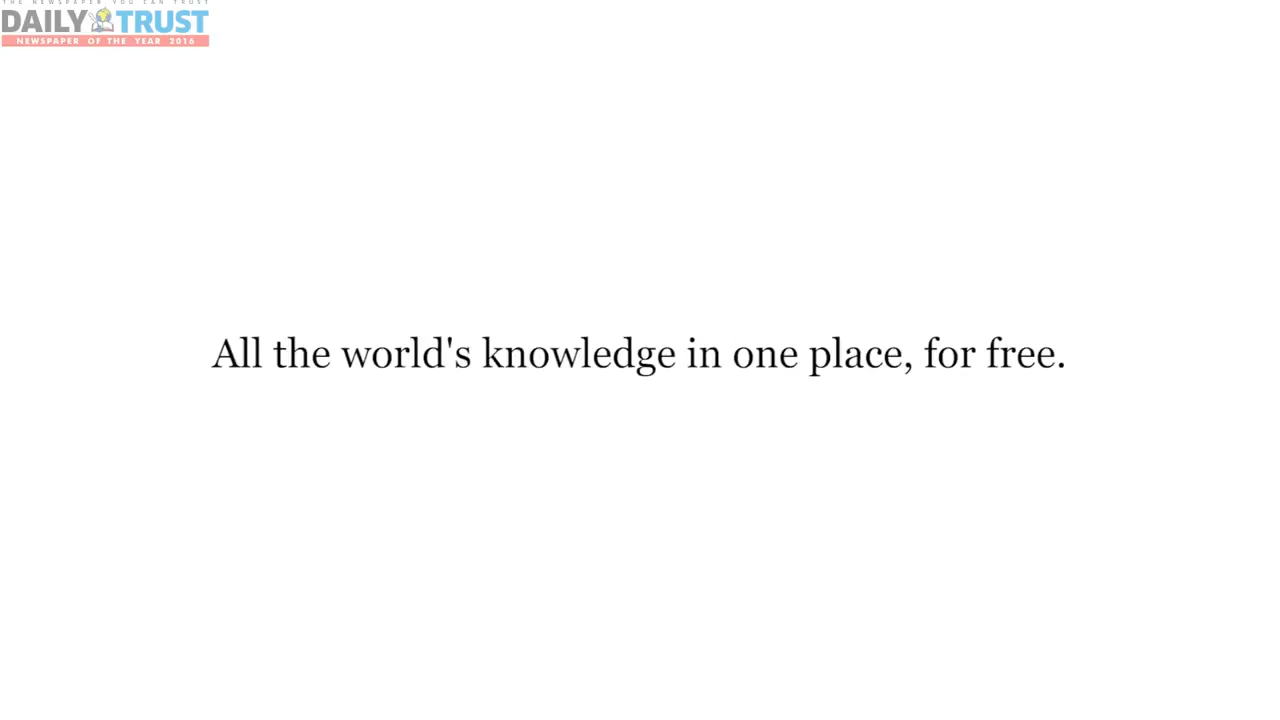 THE NEWSPAPER YOU CAN TRUST
DAILY TRUST
NEWSPAPER OF THE YEAR 2016
All the world's knowledge in one place, for free.